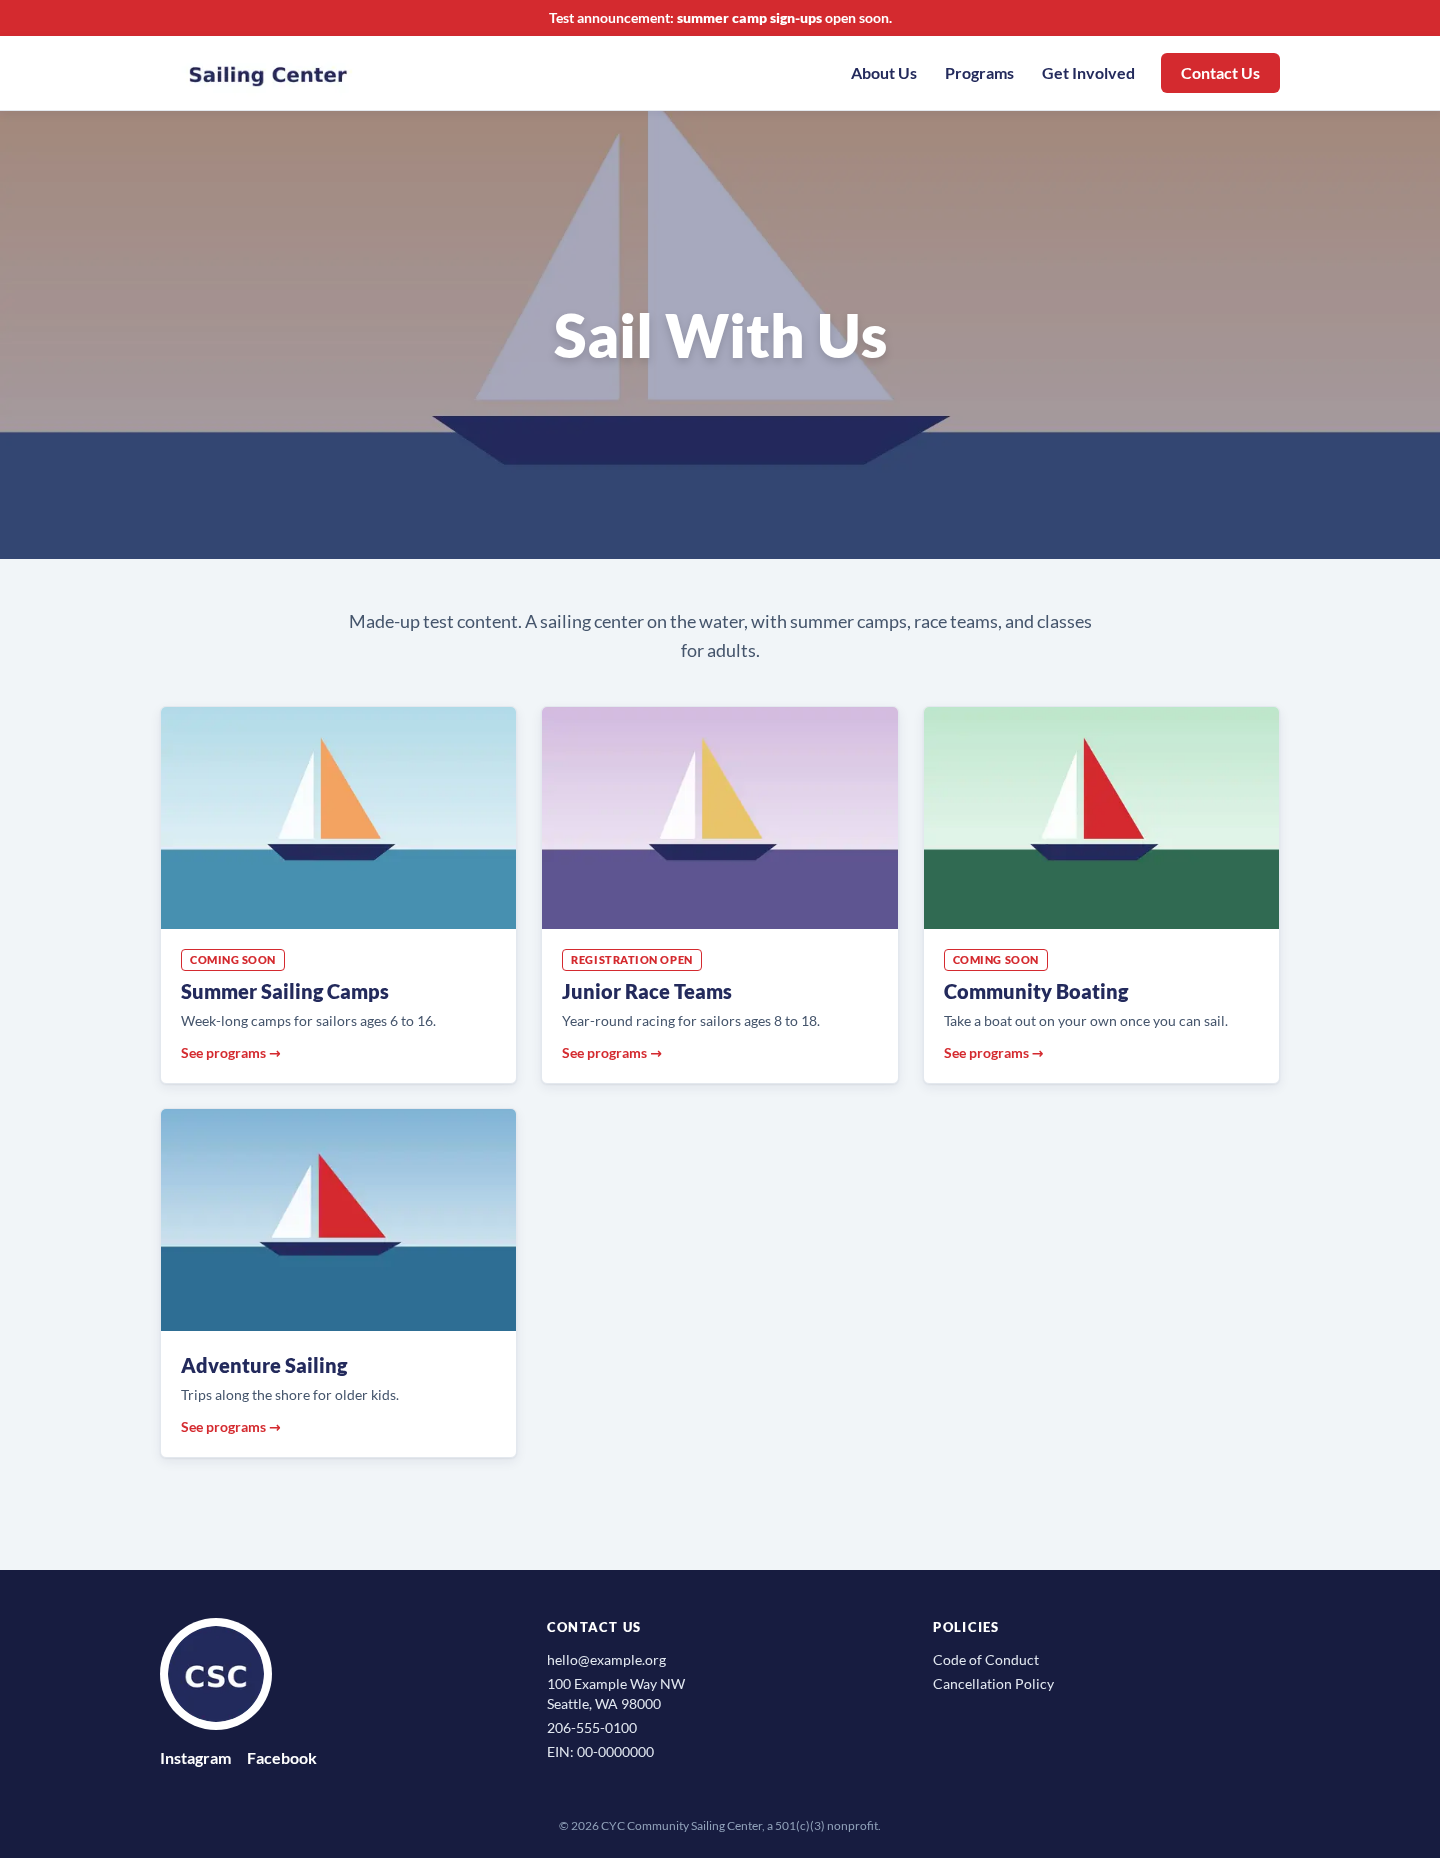 Test announcement: summer camp sign-ups open soon.
Sailing Center
About Us
Programs
Get Involved
Contact Us
Sail With Us
Made-up test content. A sailing center on the water, with summer camps, race teams, and classes
for adults.
COMING SOON
Summer Sailing Camps
Week-long camps for sailors ages 6 to 16.
See programs →
REGISTRATION OPEN
Junior Race Teams
Year-round racing for sailors ages 8 to 18.
See programs →
COMING SOON
Community Boating
Take a boat out on your own once you can sail.
See programs →
Adventure Sailing
Trips along the shore for older kids.
See programs →
CSC
Instagram
Facebook
CONTACT US
hello@example.org
100 Example Way NW
Seattle, WA 98000
206-555-0100
EIN: 00-0000000
POLICIES
Code of Conduct
Cancellation Policy
© 2026 CYC Community Sailing Center, a 501(c)(3) nonprofit.